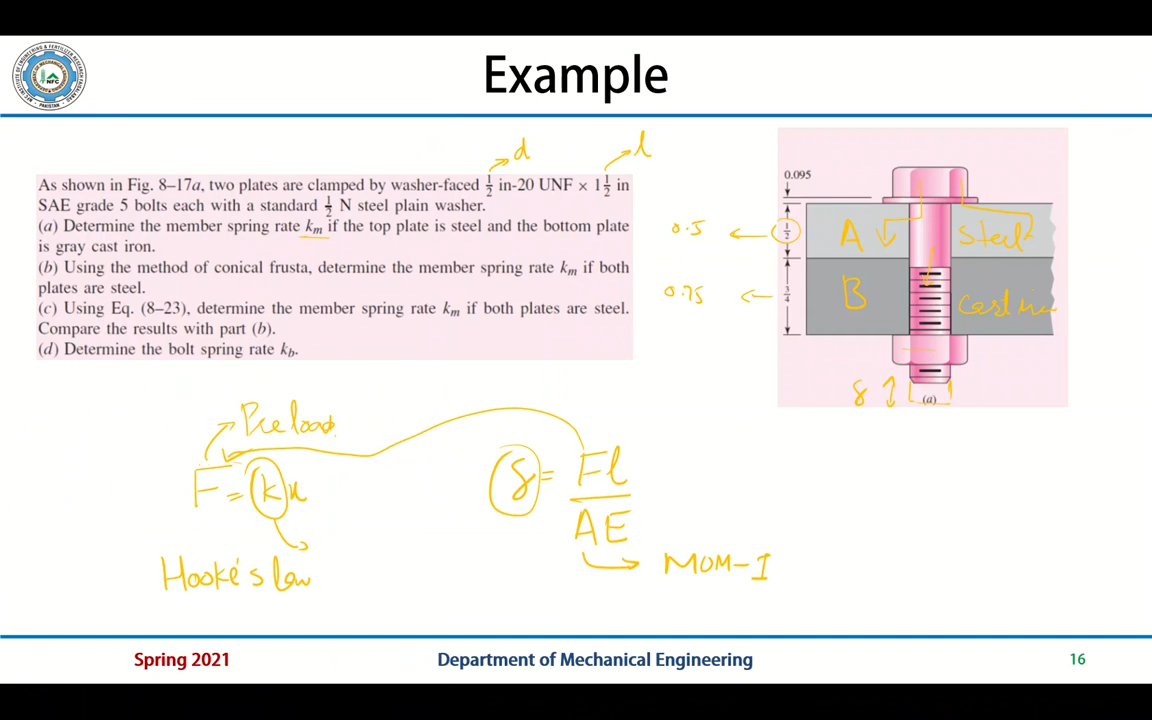 Example
d
l
As shown in Fig. 8–17a, two plates are clamped by washer-faced 1/2 in-20 UNF × 1 1/2 in
SAE grade 5 bolts each with a standard 1/2 N steel plain washer.
(a) Determine the member spring rate km if the top plate is steel and the bottom plate
is gray cast iron.
(b) Using the method of conical frusta, determine the member spring rate km if both
plates are steel.
(c) Using Eq. (8–23), determine the member spring rate km if both plates are steel.
Compare the results with part (b).
(d) Determine the bolt spring rate kb.
0.095
0.5
1/2
A
Steel
0.75
3/4
B
δ
(a)
Preload
F = kx
δ = Fl
AE
MOM-I
Hooke's law
Spring 2021
Department of Mechanical Engineering
16